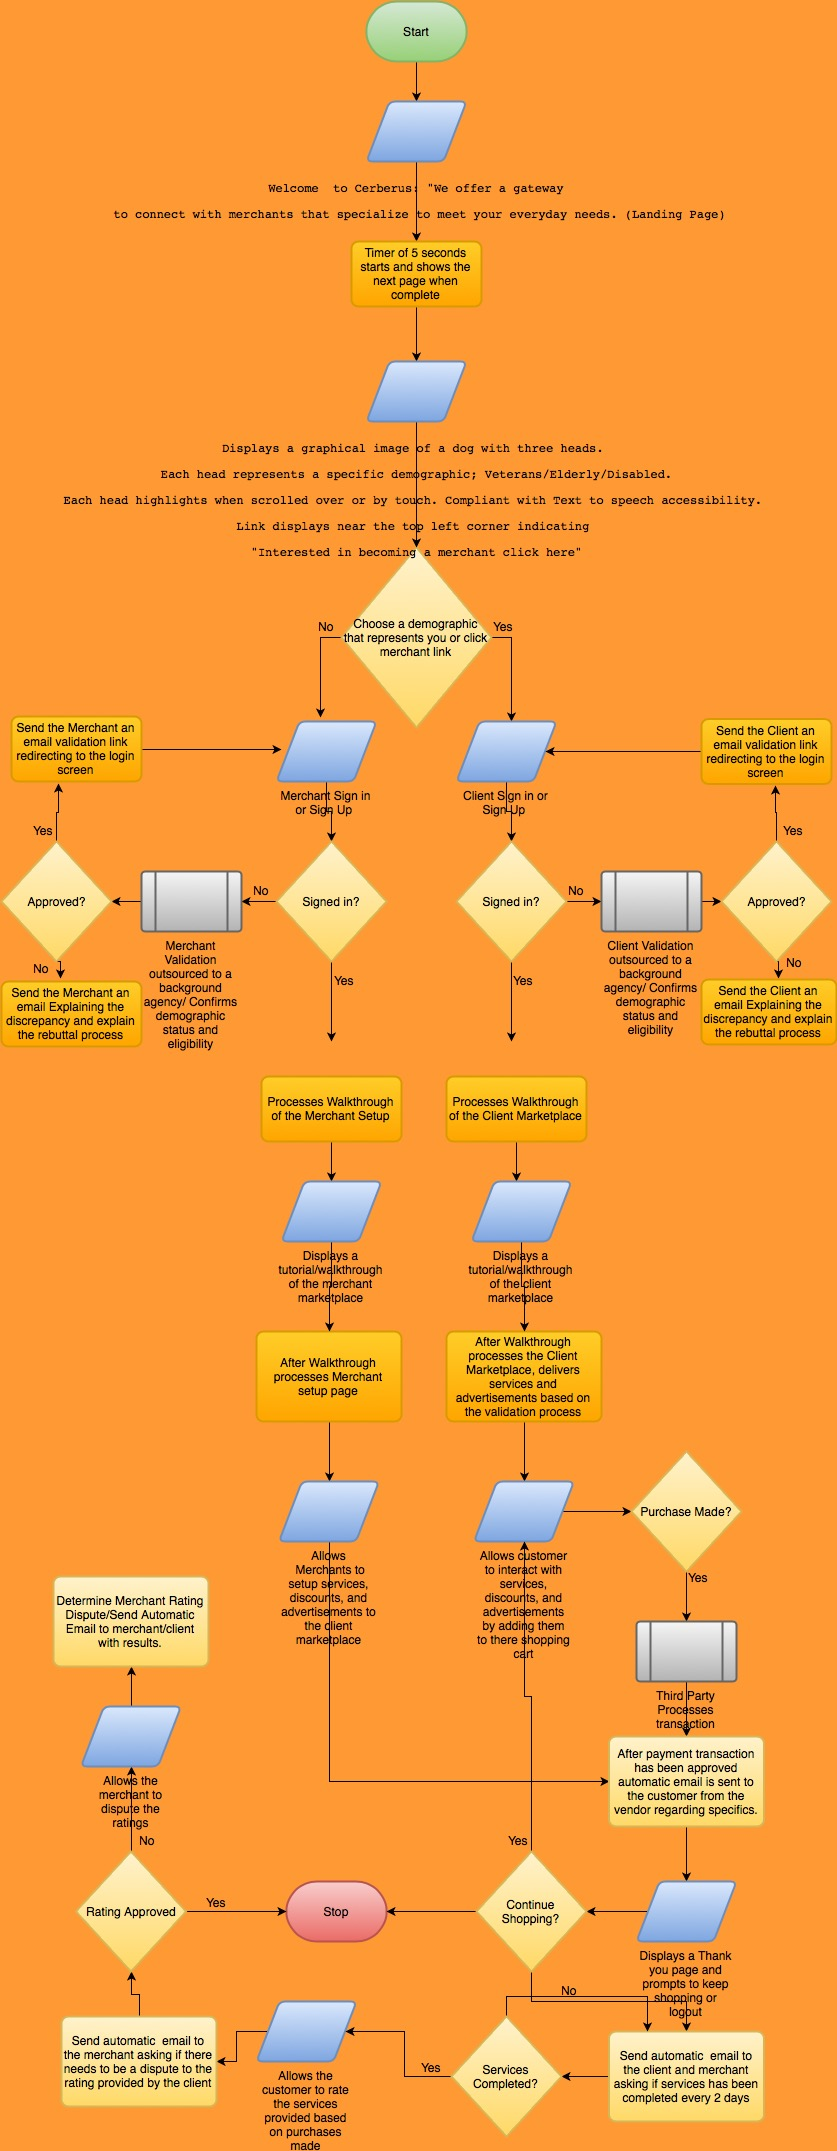 Start
Welcome  to Cerberus: "We offer a gateway
to connect with merchants that specialize to meet your everyday needs. (Landing Page)
Timer of 5 seconds
starts and shows the
next page when
complete
Displays a graphical image of a dog with three heads.
Each head represents a specific demographic; Veterans/Elderly/Disabled.
Each head highlights when scrolled over or by touch. Compliant with Text to speech accessibility.
Link displays near the top left corner indicating
"Interested in becoming a merchant click here"
Choose a demographic
that represents you or click
merchant link
No
Yes
Send the Merchant an
email validation link
redirecting to the login
screen
Merchant Sign in
or Sign Up
Client Sign in or
Sign Up
Send the Client an
email validation link
redirecting to the login
screen
Yes
Approved?
No
Send the Merchant an
email Explaining the
discrepancy and explain
the rebuttal process
Merchant
Validation
outsourced to a
background
agency/ Confirms
demographic
status and
eligibility
No
Signed in?
Yes
Signed in?
No
Yes
Client Validation
outsourced to a
background
agency/ Confirms
demographic
status and
eligibility
Yes
Approved?
No
Send the Client an
email Explaining the
discrepancy and explain
the rebuttal process
Processes Walkthrough
of the Merchant Setup
Processes Walkthrough
of the Client Marketplace
Displays a
tutorial/walkthrough
of the merchant
marketplace
Displays a
tutorial/walkthrough
of the client
marketplace
After Walkthrough
processes Merchant
setup page
After Walkthrough
processes the Client
Marketplace, delivers
services and
advertisements based on
the validation process
Purchase Made?
Yes
Allows
Merchants to
setup services,
discounts, and
advertisements to
the client
marketplace
Allows customer
to interact with
services,
discounts, and
advertisements
by adding them
to there shopping
cart
Third Party
Processes
transaction
Determine Merchant Rating
Dispute/Send Automatic
Email to merchant/client
with results.
Allows the
merchant to
dispute the
ratings
No
After payment transaction
has been approved
automatic email is sent to
the customer from the
vendor regarding specifics.
Yes
Rating Approved
Yes
Stop
Continue
Shopping?
Displays a Thank
you page and
prompts to keep
shopping or
logout
No
Send automatic  email to
the merchant asking if there
needs to be a dispute to the
rating provided by the client
Allows the
customer to rate
the services
provided based
on purchases
made
Yes
Services
Completed?
Send automatic  email to
the client and merchant
asking if services has been
completed every 2 days